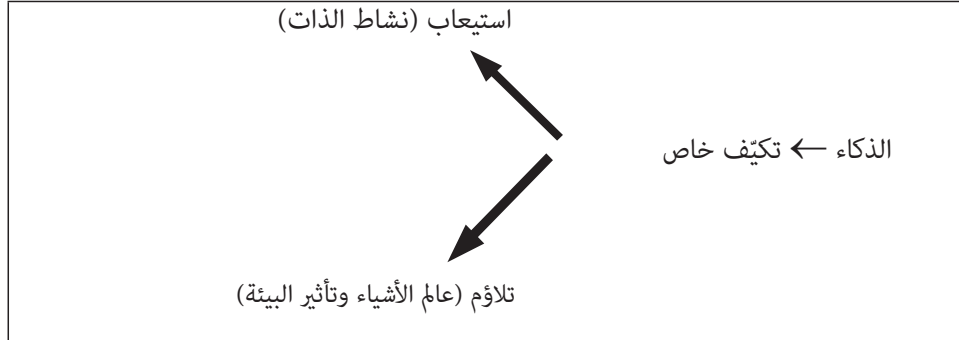 استيعاب (نشاط الذات)
الذكاء ← تكيّف خاص
تلاؤم (عالم الأشياء وتأثير البيئة)